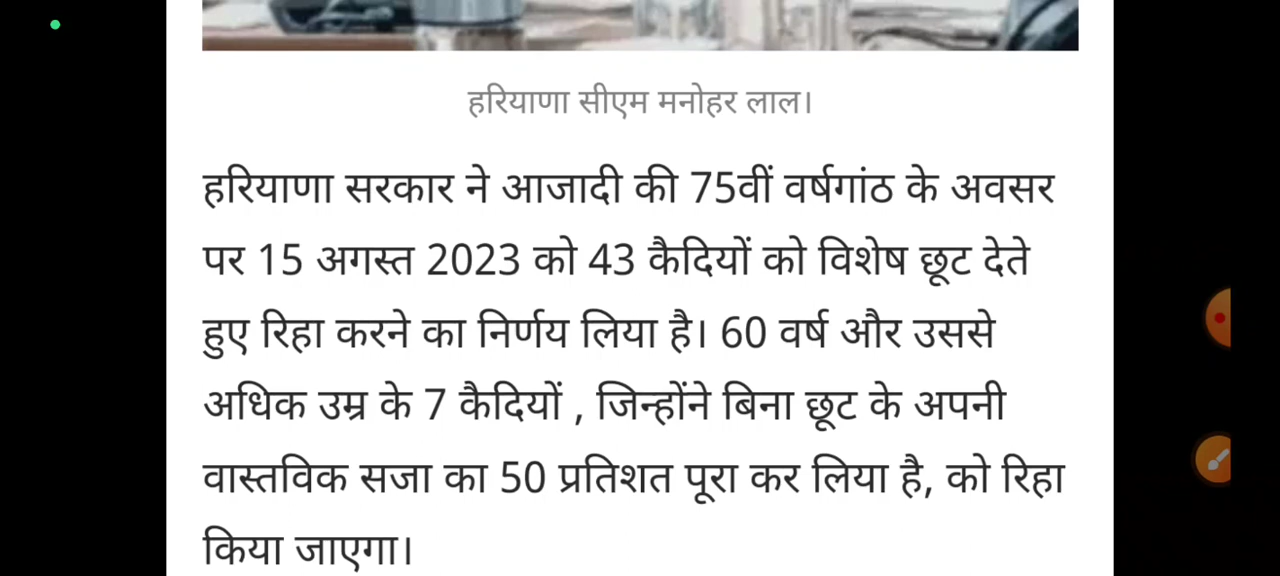 हरियाणा सीएम मनोहर लाल।
हरियाणा सरकार ने आजादी की 75वीं वर्षगांठ के अवसर
पर 15 अगस्त 2023 को 43 कैदियों को विशेष छूट देते
हुए रिहा करने का निर्णय लिया है। 60 वर्ष और उससे
अधिक उम्र के 7 कैदियों , जिन्होंने बिना छूट के अपनी
वास्तविक सजा का 50 प्रतिशत पूरा कर लिया है, को रिहा
किया जाएगा।